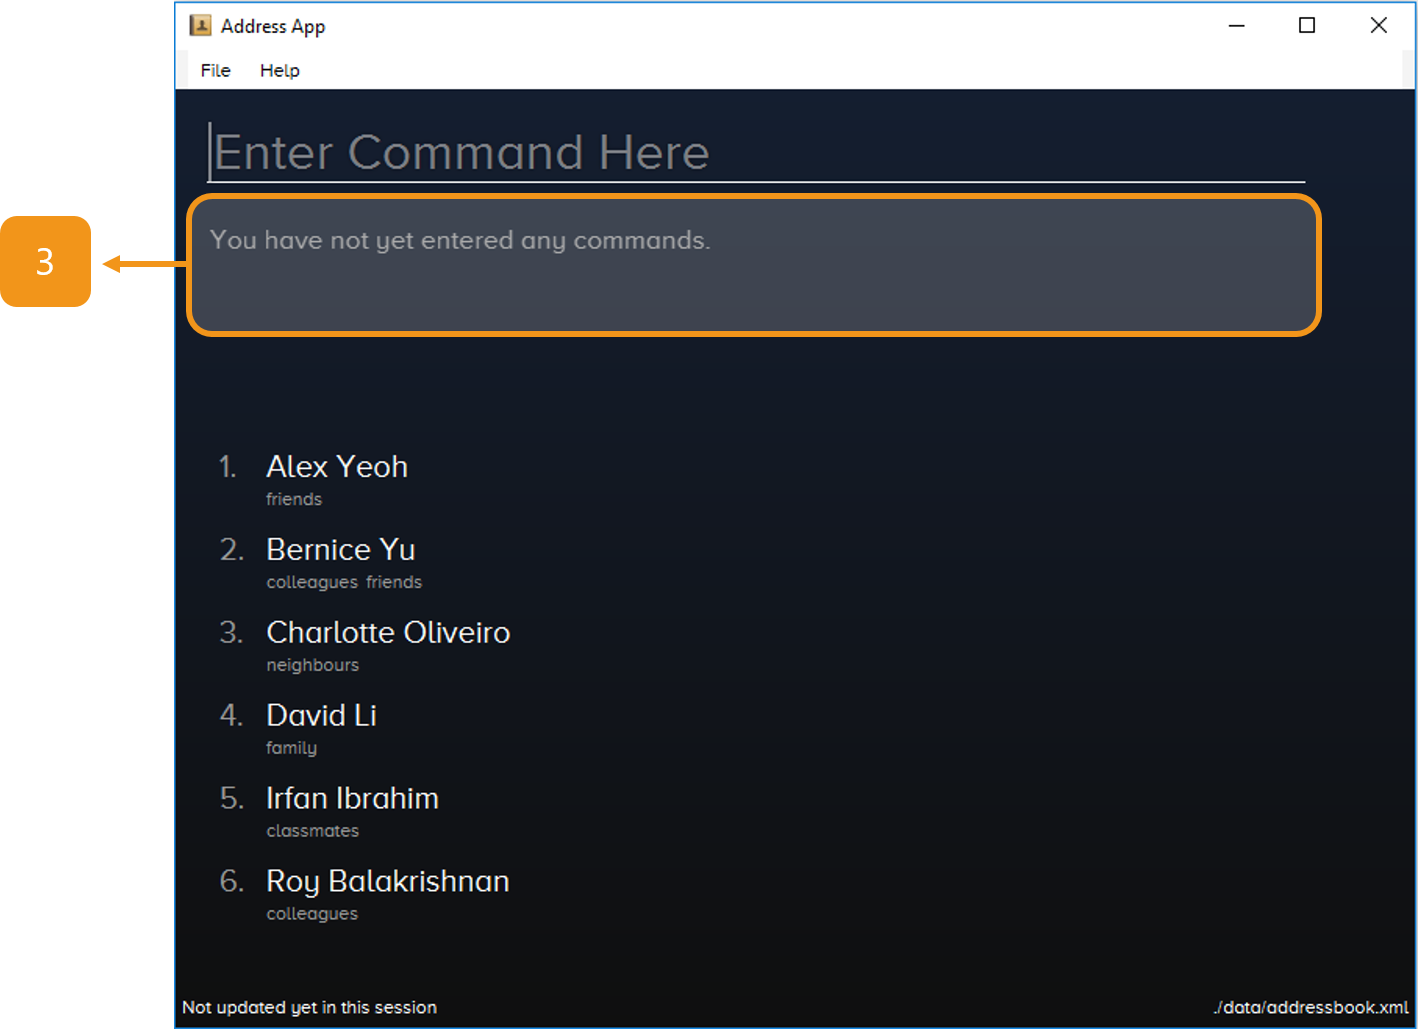 Address App
File Help
Enter Command Here
You have not yet entered any commands.
3
1. Alex Yeoh
friends
2. Bernice Yu
colleagues friends
3. Charlotte Oliveiro
neighbours
4. David Li
family
5. Irfan Ibrahim
classmates
6. Roy Balakrishnan
colleagues
Not updated yet in this session ./data/addressbook.xml